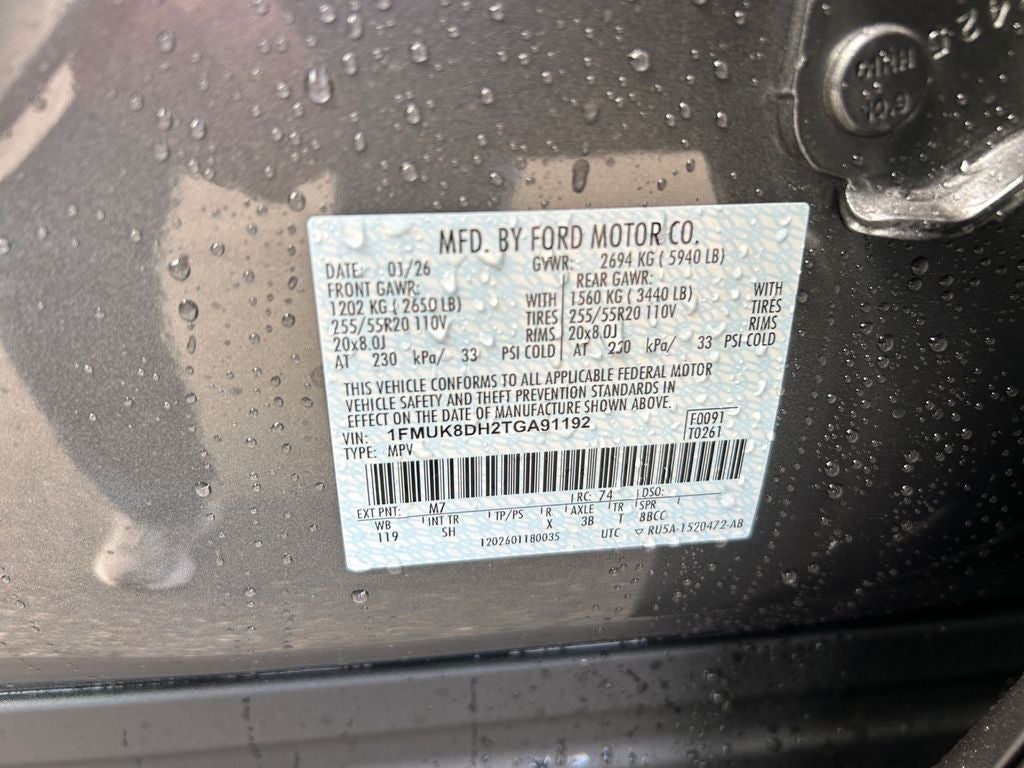 MFD. BY FORD MOTOR CO.
DATE: 01/26 GVWR: 2694 KG ( 5940 LB)
FRONT GAWR: REAR GAWR:
1202 KG ( 2650 LB) WITH 1560 KG ( 3440 LB) WITH
255/55R20 110V TIRES 255/55R20 110V TIRES
20x8.0J RIMS 20x8.0J RIMS
AT 230 kPa/ 33 PSI COLD AT 230 kPa/ 33 PSI COLD
THIS VEHICLE CONFORMS TO ALL APPLICABLE FEDERAL MOTOR
VEHICLE SAFETY AND THEFT PREVENTION STANDARDS IN
EFFECT ON THE DATE OF MANUFACTURE SHOWN ABOVE.
VIN: 1FMUK8DH2TGA91192 F0091
TYPE: MPV T0261
EXT PNT: M7 RC: 74 DSO:
WB INT TR TP/PS R AXLE TR SPR
119 SH X 3B T 8BCC
1202601180035 UTC ▽ RU5A-1520472-AB